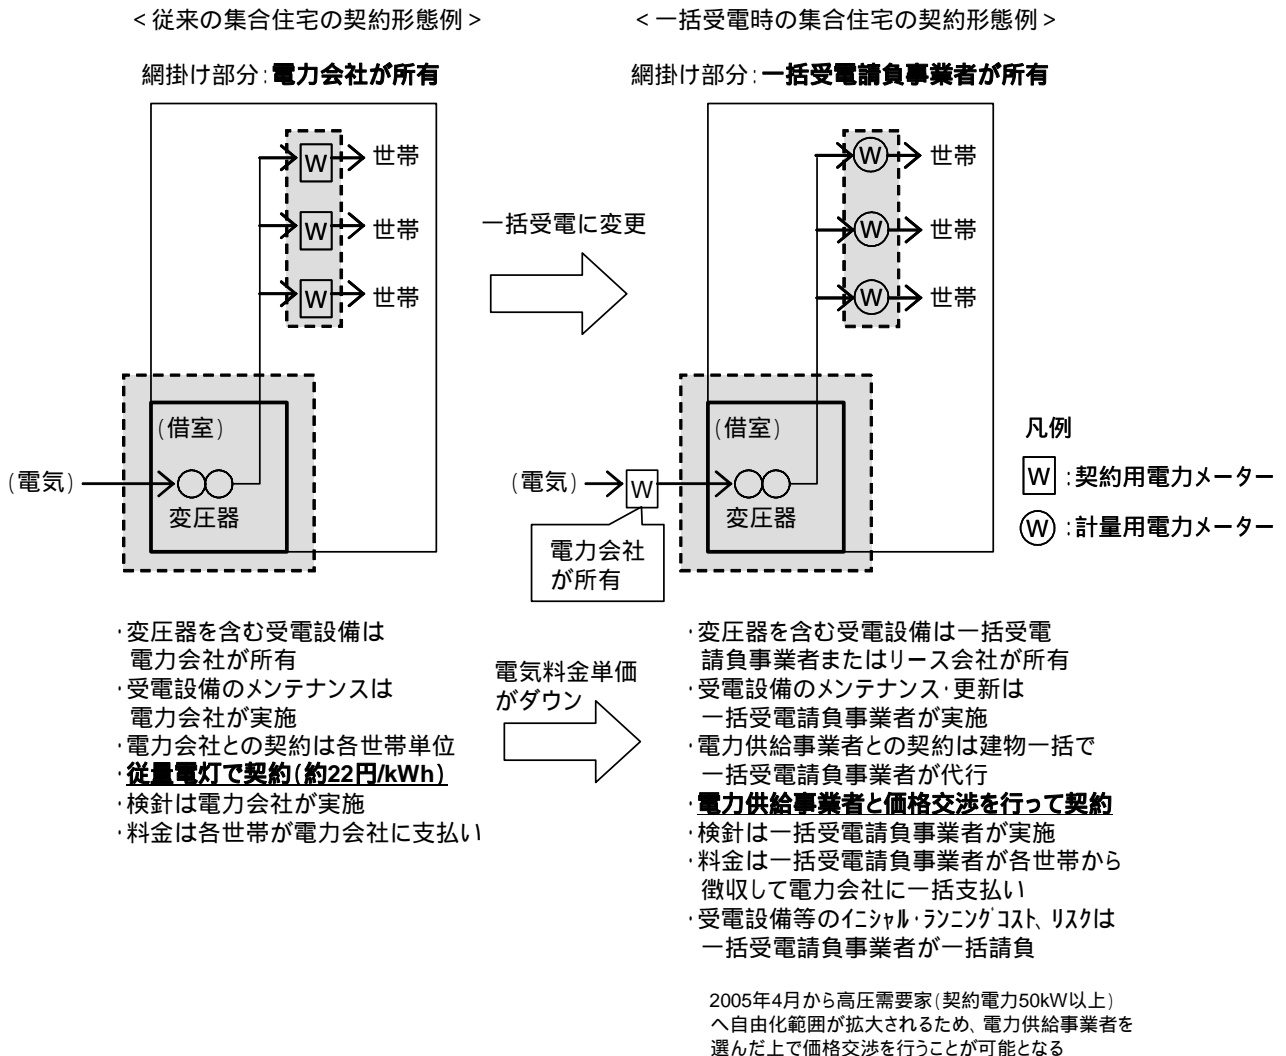 ＜従来の集合住宅の契約形態例＞
網掛け部分：電力会社が所有
W 世帯
W 世帯
W 世帯
（借室）
（電気）
変圧器
・変圧器を含む受電設備は
電力会社が所有
・受電設備のメンテナンスは
電力会社が実施
・電力会社との契約は各世帯単位
・従量電灯で契約（約22円/kWh）
・検針は電力会社が実施
・料金は各世帯が電力会社に支払い
一括受電に変更
電気料金単価
がダウン
＜一括受電時の集合住宅の契約形態例＞
網掛け部分：一括受電請負事業者が所有
W 世帯
W 世帯
W 世帯
（借室）
（電気） W
変圧器
電力会社
が所有
凡例
W ：契約用電力メーター
W ：計量用電力メーター
・変圧器を含む受電設備は一括受電
請負事業者またはリース会社が所有
・受電設備のメンテナンス・更新は
一括受電請負事業者が実施
・電力供給事業者との契約は建物一括で
一括受電請負事業者が代行
・電力供給事業者と価格交渉を行って契約
・検針は一括受電請負事業者が実施
・料金は一括受電請負事業者が各世帯から
徴収して電力会社に一括支払い
・受電設備等のｲﾆｼｬﾙ・ﾗﾝﾆﾝｸﾞｺｽﾄ、ﾘｽｸは
一括受電請負事業者が一括請負
2005年4月から高圧需要家（契約電力50kW以上）
へ自由化範囲が拡大されるため、電力供給事業者を
選んだ上で価格交渉を行うことが可能となる